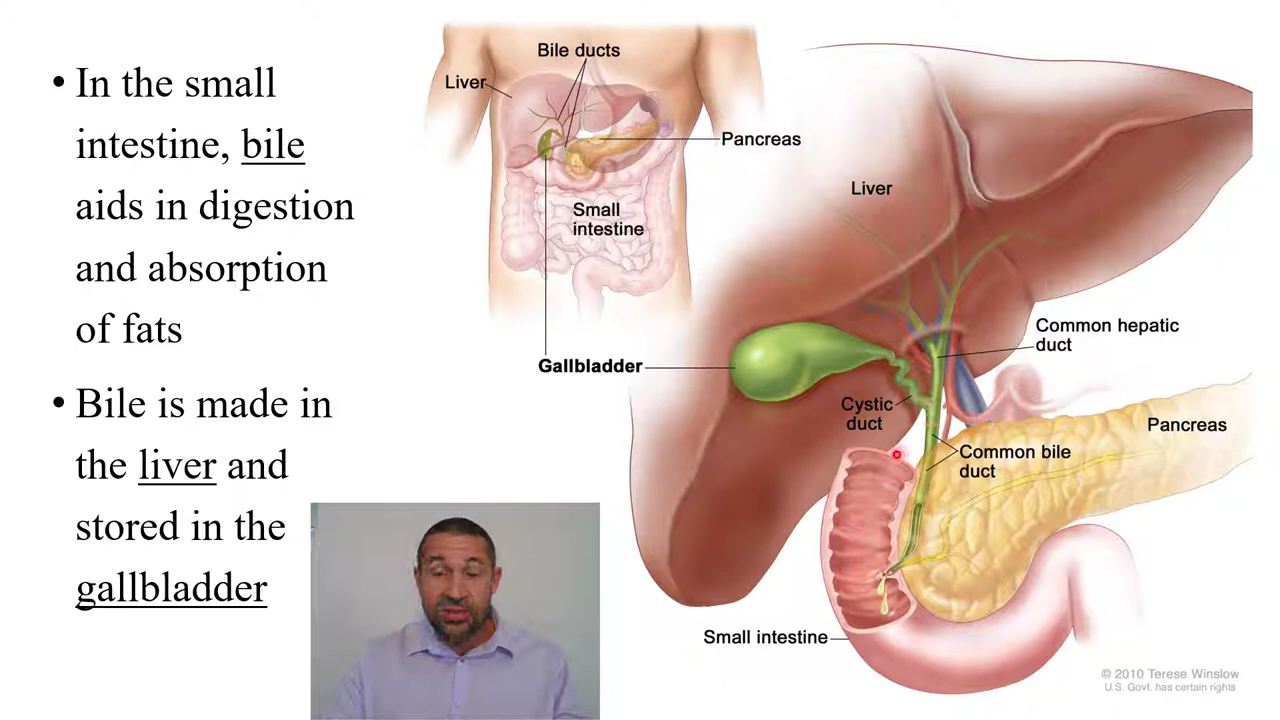 • In the small
intestine, bile
aids in digestion
and absorption
of fats
• Bile is made in
the liver and
stored in the
gallbladder
Bile ducts
Liver
Pancreas
Small
intestine
Gallbladder
Liver
Common hepatic
duct
Cystic
duct
Pancreas
Common bile
duct
Small intestine
© 2010 Terese Winslow
U.S. Govt. has certain rights